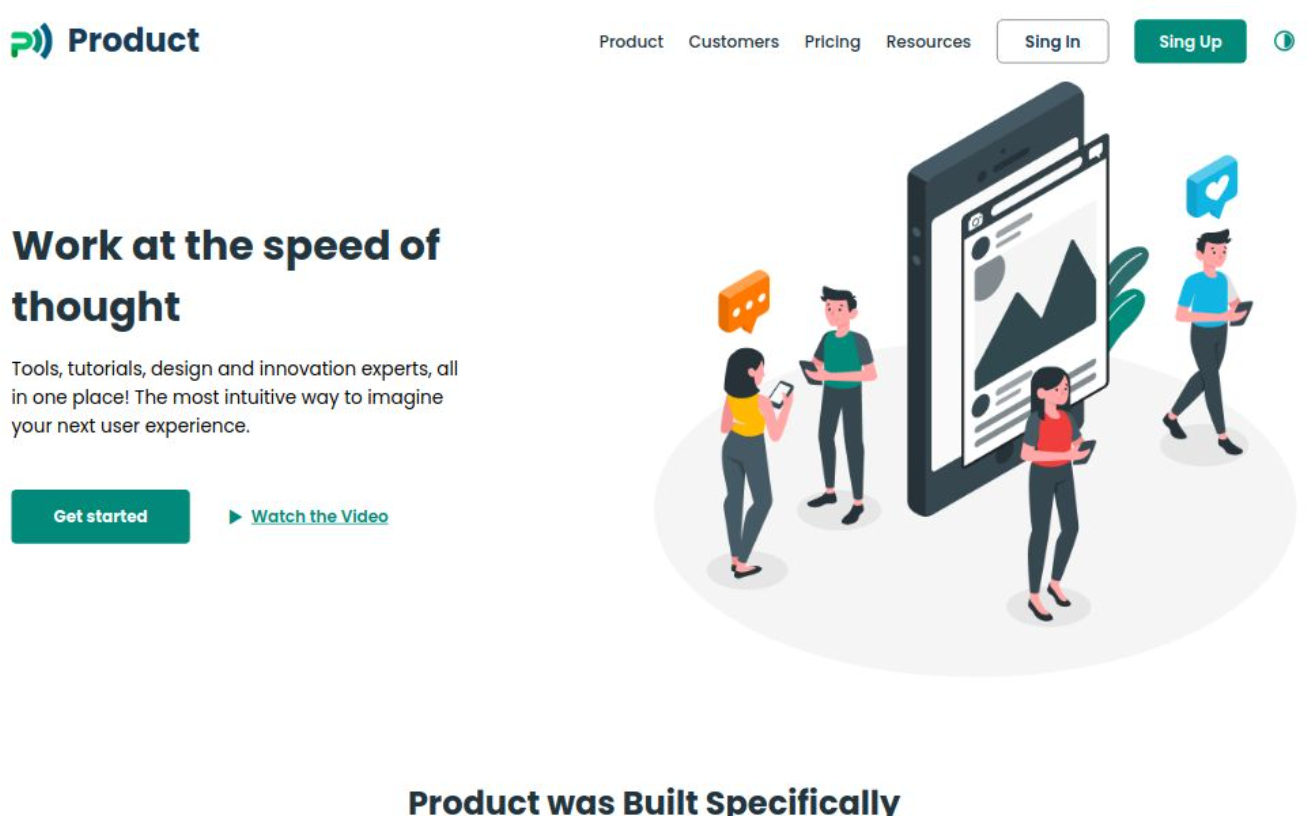 Product
Product Customers Pricing Resources Sing In Sing Up
Work at the speed of
thought
Tools, tutorials, design and innovation experts, all
in one place! The most intuitive way to imagine
your next user experience.
Get started Watch the Video
Product was Built Specifically